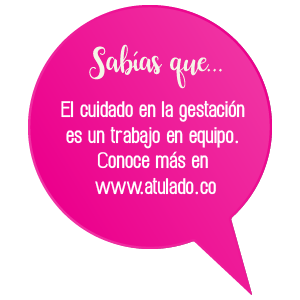 Sabías que...
El cuidado en la gestación
es un trabajo en equipo.
Conoce más en
www.atulado.co